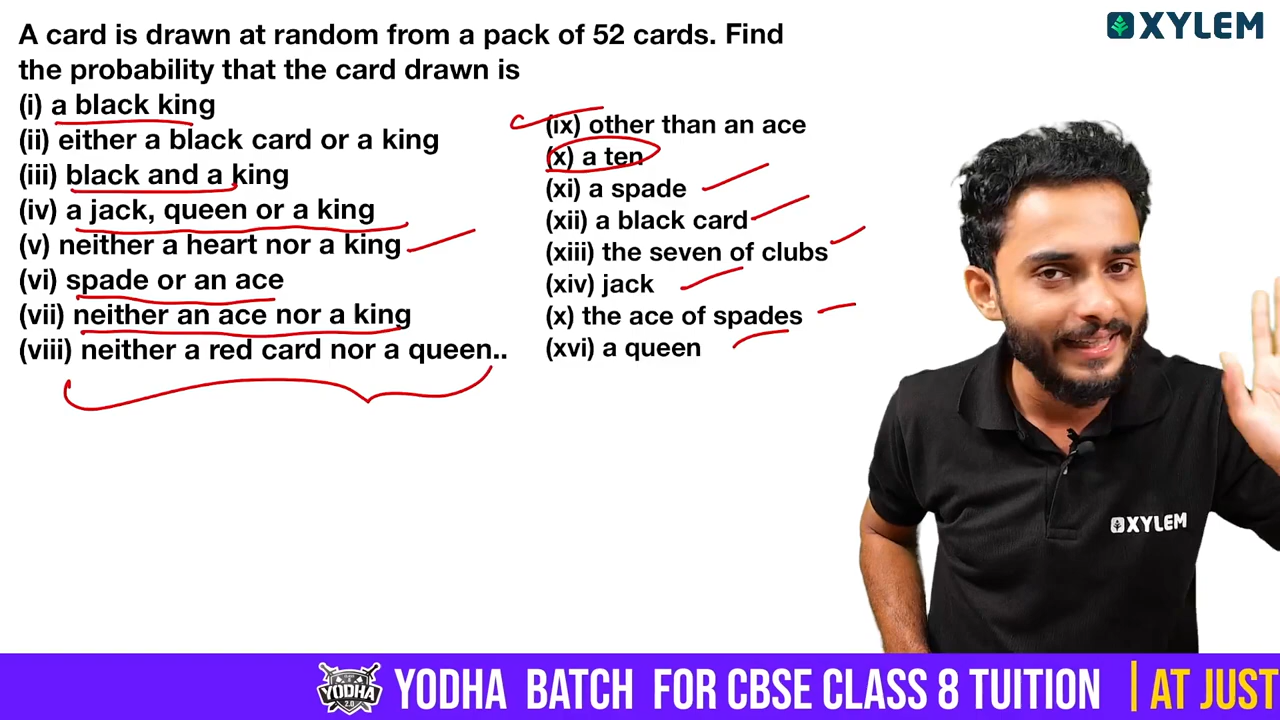 A card is drawn at random from a pack of 52 cards. Find
the probability that the card drawn is
(i) a black king
(ii) either a black card or a king
(iii) black and a king
(iv) a jack, queen or a king
(v) neither a heart nor a king
(vi) spade or an ace
(vii) neither an ace nor a king
(viii) neither a red card nor a queen..
(ix) other than an ace
(x) a ten
(xi) a spade
(xii) a black card
(xiii) the seven of clubs
(xiv) jack
(x) the ace of spades
(xvi) a queen
XYLEM
XYLEM
YODHA
2.0
YODHA BATCH FOR CBSE CLASS 8 TUITION | AT JUST